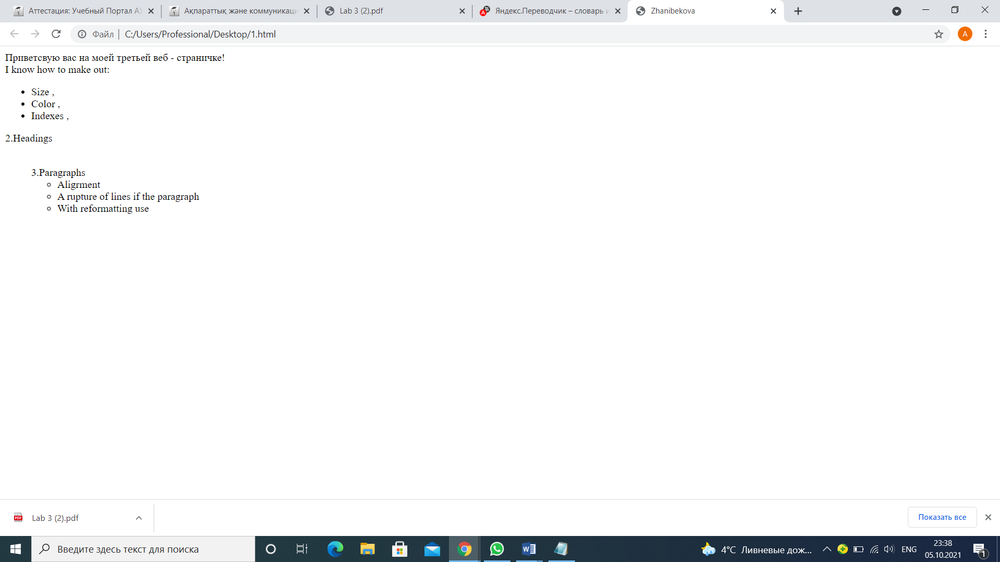 Аттестация: Учебный Портал АУ
Ақпараттық және коммуникаци
Lab 3 (2).pdf
Яндекс.Переводчик – словарь и
Zhanibekova
Файл
C:/Users/Professional/Desktop/1.html
A
Приветсвую вас на моей третьей веб - страничке!
I know how to make out:
Size ,
Color ,
Indexes ,
2.Headings
3.Paragraphs
Aligrment
A rupture of lines if the paragraph
With reformatting use
Lab 3 (2).pdf
Показать все
Введите здесь текст для поиска
4°C Ливневые дож...
ENG
23:38
05.10.2021
1